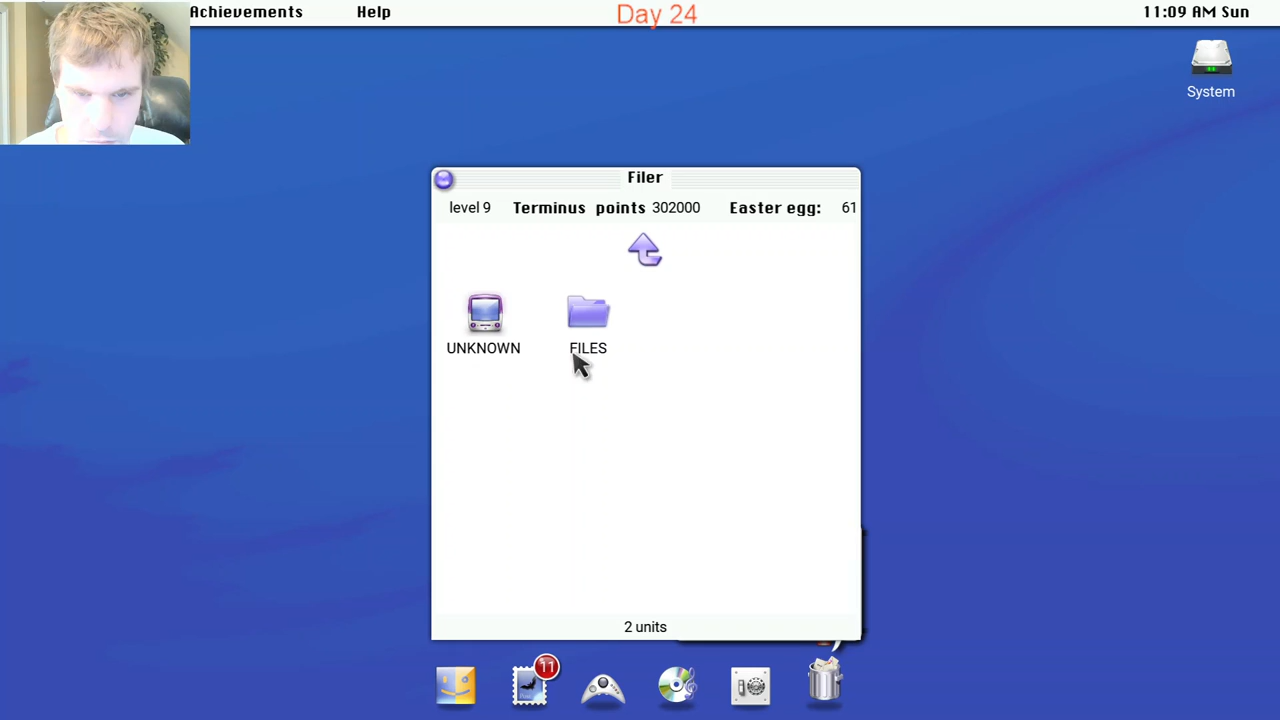 Achievements Help Day 24 11:09 AM Sun
System
Filer
level 9 Terminus points 302000 Easter egg: 61
UNKNOWN FILES
2 units
11